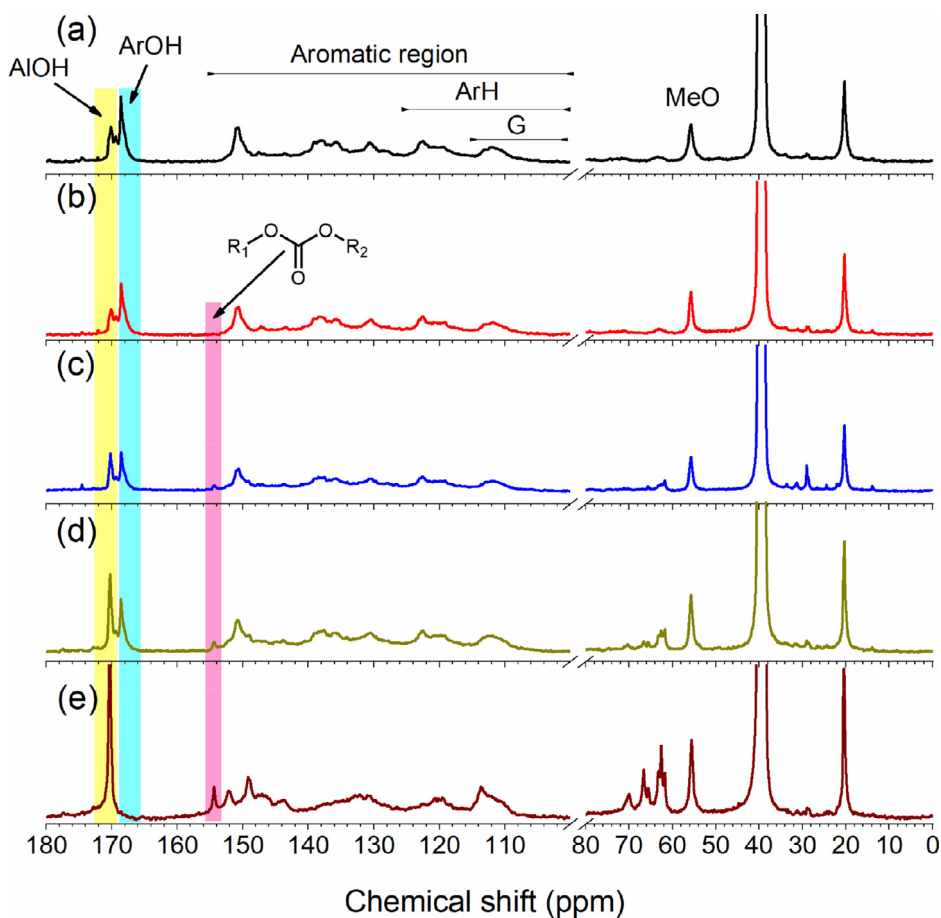 (a)
AlOH
ArOH
Aromatic region
ArH
G
MeO
(b)
R1
O
O
R2
O
(c)
(d)
(e)
180 170 160 150 140 130 120 110 80 70 60 50 40 30 20 10 0
Chemical shift (ppm)